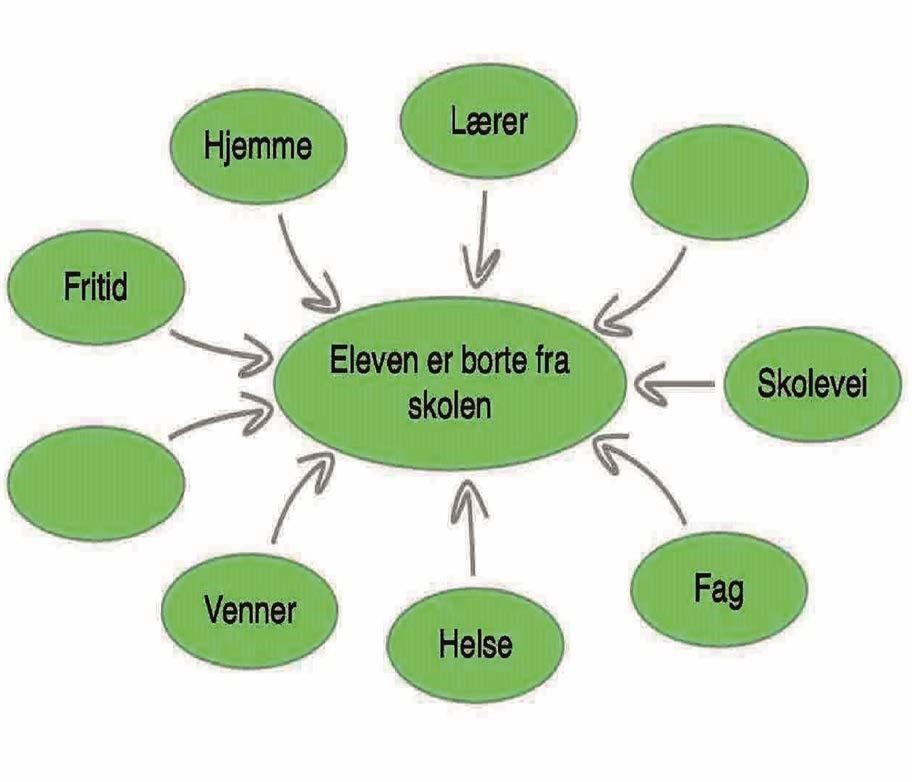 Lærer
Hjemme
Fritid
Eleven er borte fra
skolen
Skolevei
Fag
Venner
Helse